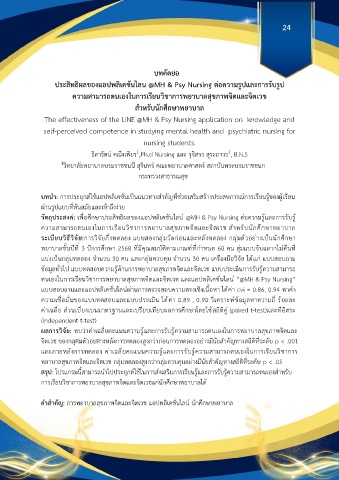 24
บทคัดย่อ
ประสิทธิผลของแอปพลิเคชั่นไลน์ @MH & Psy Nursing ต่อความรู้และการรับรู้
ความสามารถตนเองในการเรียนวิชาการพยาบาลสุขภาพจิตและจิตเวช
สำหรับนักศึกษาพยาบาล
The effectiveness of the LINE @MH & Psy Nursing application on knowledge and
self-perceived competence in studying mental health and psychiatric nursing for
nursing students.
คณิตเทียร¹,Ph.d Nursing และ สุระถาวร¹, B.N.S
¹วิทยาลัยพยาบาลบรมราชชนนี สุรินทร์ คณะพยาบาลศาสตร์ สถาบันพระบรมราชชนก
กระทรวงสาธารณสุข
บทนำ: การประยุกต์ใช้แอปพลิเคชั่นเป็นแนวทางสำคัญที่ช่วยเสริมสร้างประสบการณ์การเรียนรู้ของผู้เรียน
ผ่านรูปแบบที่ทันสมัยและเข้าถึงง่าย
วัตถุประสงค์: เพื่อศึกษาประสิทธิผลของแอปพลิเคชั่นไลน์ @MH & Psy Nursing ต่อความรู้และการรับรู้
ความสามารถตนเองในการเรียนวิชาการพยาบาลสุขภาพจิตและจิตเวช สำหรับนักศึกษาพยาบาล
ระเบียบวิธีวิจัย:การวิจัยกึ่งทดลอง แบบสองกลุ่มวัดก่อนและหลังทดลอง กลุ่มตัวอย่างเป็นนักศึกษา
พยาบาลชั้นปีที่ 3 ปีการศึกษา 2568 ที่มีคุณสมบัติตามเกณฑ์ที่กำหนด 60 คน สุ่มแบบจับฉลากไม่คืนที่
แบ่งเป็นกลุ่มทดลอง จำนวน 30 คน และกลุ่มควบคุม จำนวน 30 คน เครื่องมือวิจัย ได้แก่ แบบสอบถาม
ข้อมูลทั่วไป แบบทดสอบความรู้ด้านการพยาบาลสุขภาพจิตและจิตเวช แบบประเมินการรับรู้ความสามารถ
ตนเองในการเรียนวิชาการพยาบาลสุขภาพจิตและจิตเวช และแอปพลิเคชั่นไลน์ "@MH & Psy Nursing"
แบบสอบถามและแอปพลิเคชั่นไลน์ผ่านการตรวจสอบความตรงเชิงเนื้อหา ได้ค่า cvi = 0.86, 0.94 หาค่า
ความเชื่อมั่นของแบบทดสอบและแบบประเมิน ได้ค่า 0.89 , 0.90 วิเคราะห์ข้อมูลหาความถี่ ร้อยละ
ค่าเฉลี่ย ส่วนเบี่ยงเบนมาตรฐานและเปรียบเทียบผลการศึกษาโดยใช้สถิติคู่ (paired t-test)และทีอิสระ
(independent t-test)
ผลการวิจัย: พบว่าค่าเฉลี่ยคะแนนความรู้และการรับรู้ความสามารถตนเองในการพยาบาลสุขภาพจิตและ
จิตเวช ของกลุ่มตัวอย่างหลังการทดลองสูงกว่าก่อนการทดลองอย่างมีนัยสำคัญทางสถิติที่ระดับ p < .001
และภายหลังการทดลอง ค่าเฉลี่ยคะแนนความรู้และการรับรู้ความสามารถตนเองในการเรียนวิชาการ
พยาบาลสุขภาพจิตและจิตเวช กลุ่มทดลองสูงกว่ากลุ่มควบคุมอย่างมีนัยสำคัญทางสถิติที่ระดับ p < .05
สรุป: โปรแกรมนี้สามารถนำไปประยุกต์ใช้ในการส่งเสริมการเรียนรู้และการรับรู้ความสามารถตนเองสำหรับ
การเรียนวิชาการพยาบาลสุขภาพจิตและจิตเวชแก่นักศึกษาพยาบาลได้
คำสำคัญ: การพยาบาลสุขภาพจิตและจิตเวช แอปพลิเคชั่นไลน์ นักศึกษาพยาบาล